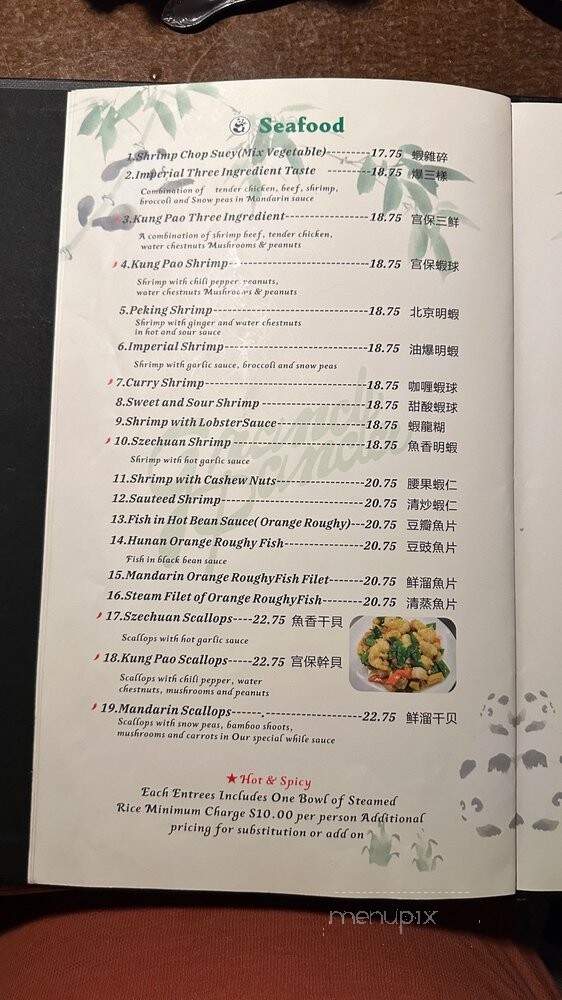 Seafood
1.Shrimp Chop Suey(Mix Vegetable)--------17.75 蝦雜碎
2.Imperial Three Ingredient Taste --------18.75 爆三樣
Combination of tender chicken, beef, shrimp,
broccoli and Snow peas in Mandarin sauce
3.Kung Pao Three Ingredient---------------18.75 宫保三鮮
A combination of shrimp beef, tender chicken,
water chestnuts Mushrooms & peanuts
4.Kung Pao Shrimp-------------------------18.75 宫保蝦球
Shrimp with chili pepper, peanuts,
water chestnuts Mushrooms & peanuts
5.Peking Shrimp---------------------------18.75 北京明蝦
Shrimp with ginger and water chestnuts
in hot and sour sauce
6.Imperial Shrimp-------------------------18.75 油爆明蝦
Shrimp with garlic sauce, broccoli and snow peas
7.Curry Shrimp----------------------------18.75 咖喱蝦球
8.Sweet and Sour Shrimp ------------------18.75 甜酸蝦球
9.Shrimp with LobsterSauce----------------18.75 蝦龍糊
10.Szechuan Shrimp------------------------18.75 魚香明蝦
Shrimp with hot garlic sauce
11.Shrimp with Cashew Nuts----------------20.75 腰果蝦仁
12.Sauteed Shrimp-------------------------20.75 清炒蝦仁
13.Fish in Hot Bean Sauce(Orange Roughy)---20.75 豆瓣魚片
14.Hunan Orange Roughy Fish---------------20.75 豆豉魚片
Fish in black bean sauce
15.Mandarin Orange RoughyFish Filet-------20.75 鮮溜魚片
16.Steam Filet of Orange RoughyFish--------20.75 清蒸魚片
17.Szechuan Scallops----22.75 魚香干貝
Scallops with hot garlic sauce
18.Kung Pao Scallops-----22.75 宮保幹貝
Scallops with chili pepper, water
chestnuts, mushrooms and peanuts
19.Mandarin Scallops------.----------------22.75 鮮溜干贝
Scallops with snow peas, bamboo shoots,
mushrooms and carrots in Our special while sauce
★Hot & Spicy
Each Entrees Includes One Bowl of Steamed
Rice Minimum Charge $10.00 per person Additional
pricing for substitution or add on
menupix